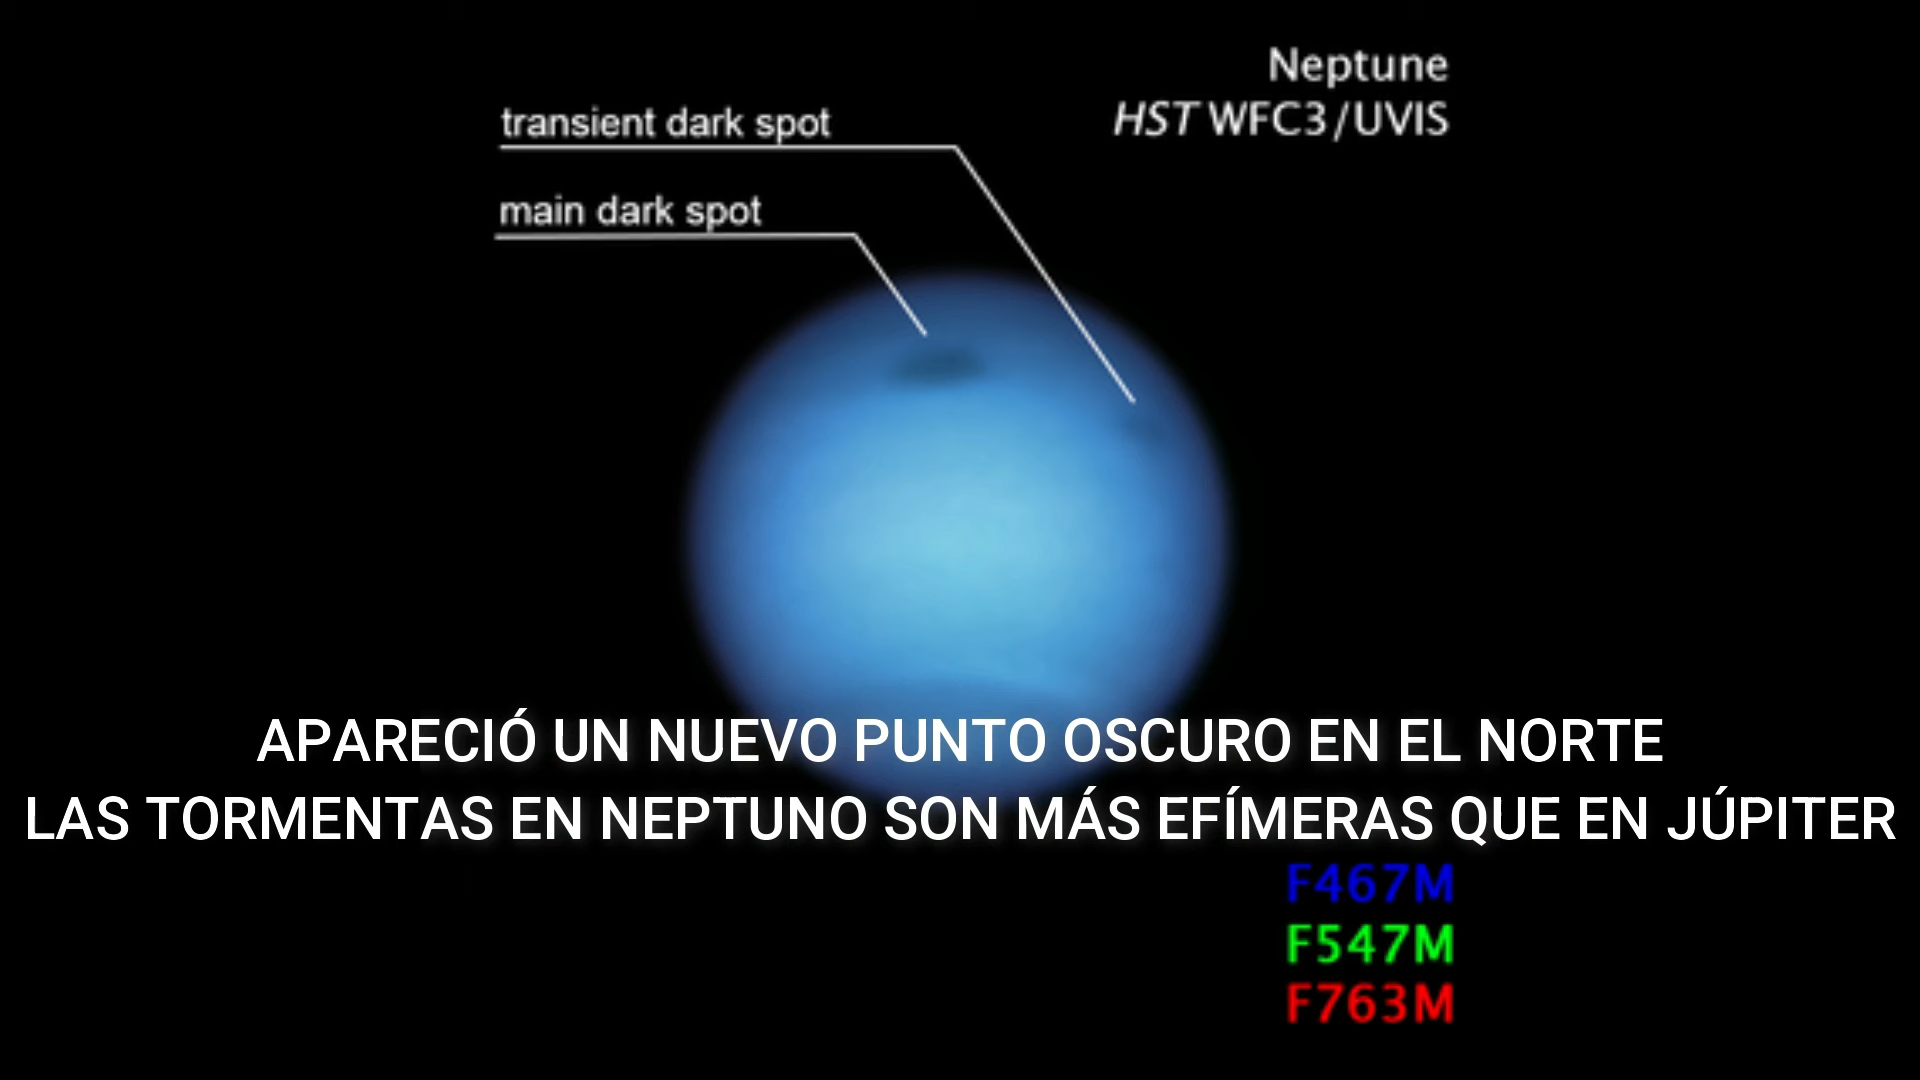 Neptune
HST WFC3/UVIS
transient dark spot
main dark spot
APARECIÓ UN NUEVO PUNTO OSCURO EN EL NORTE
LAS TORMENTAS EN NEPTUNO SON MÁS EFÍMERAS QUE EN JÚPITER
F467M
F547M
F763M